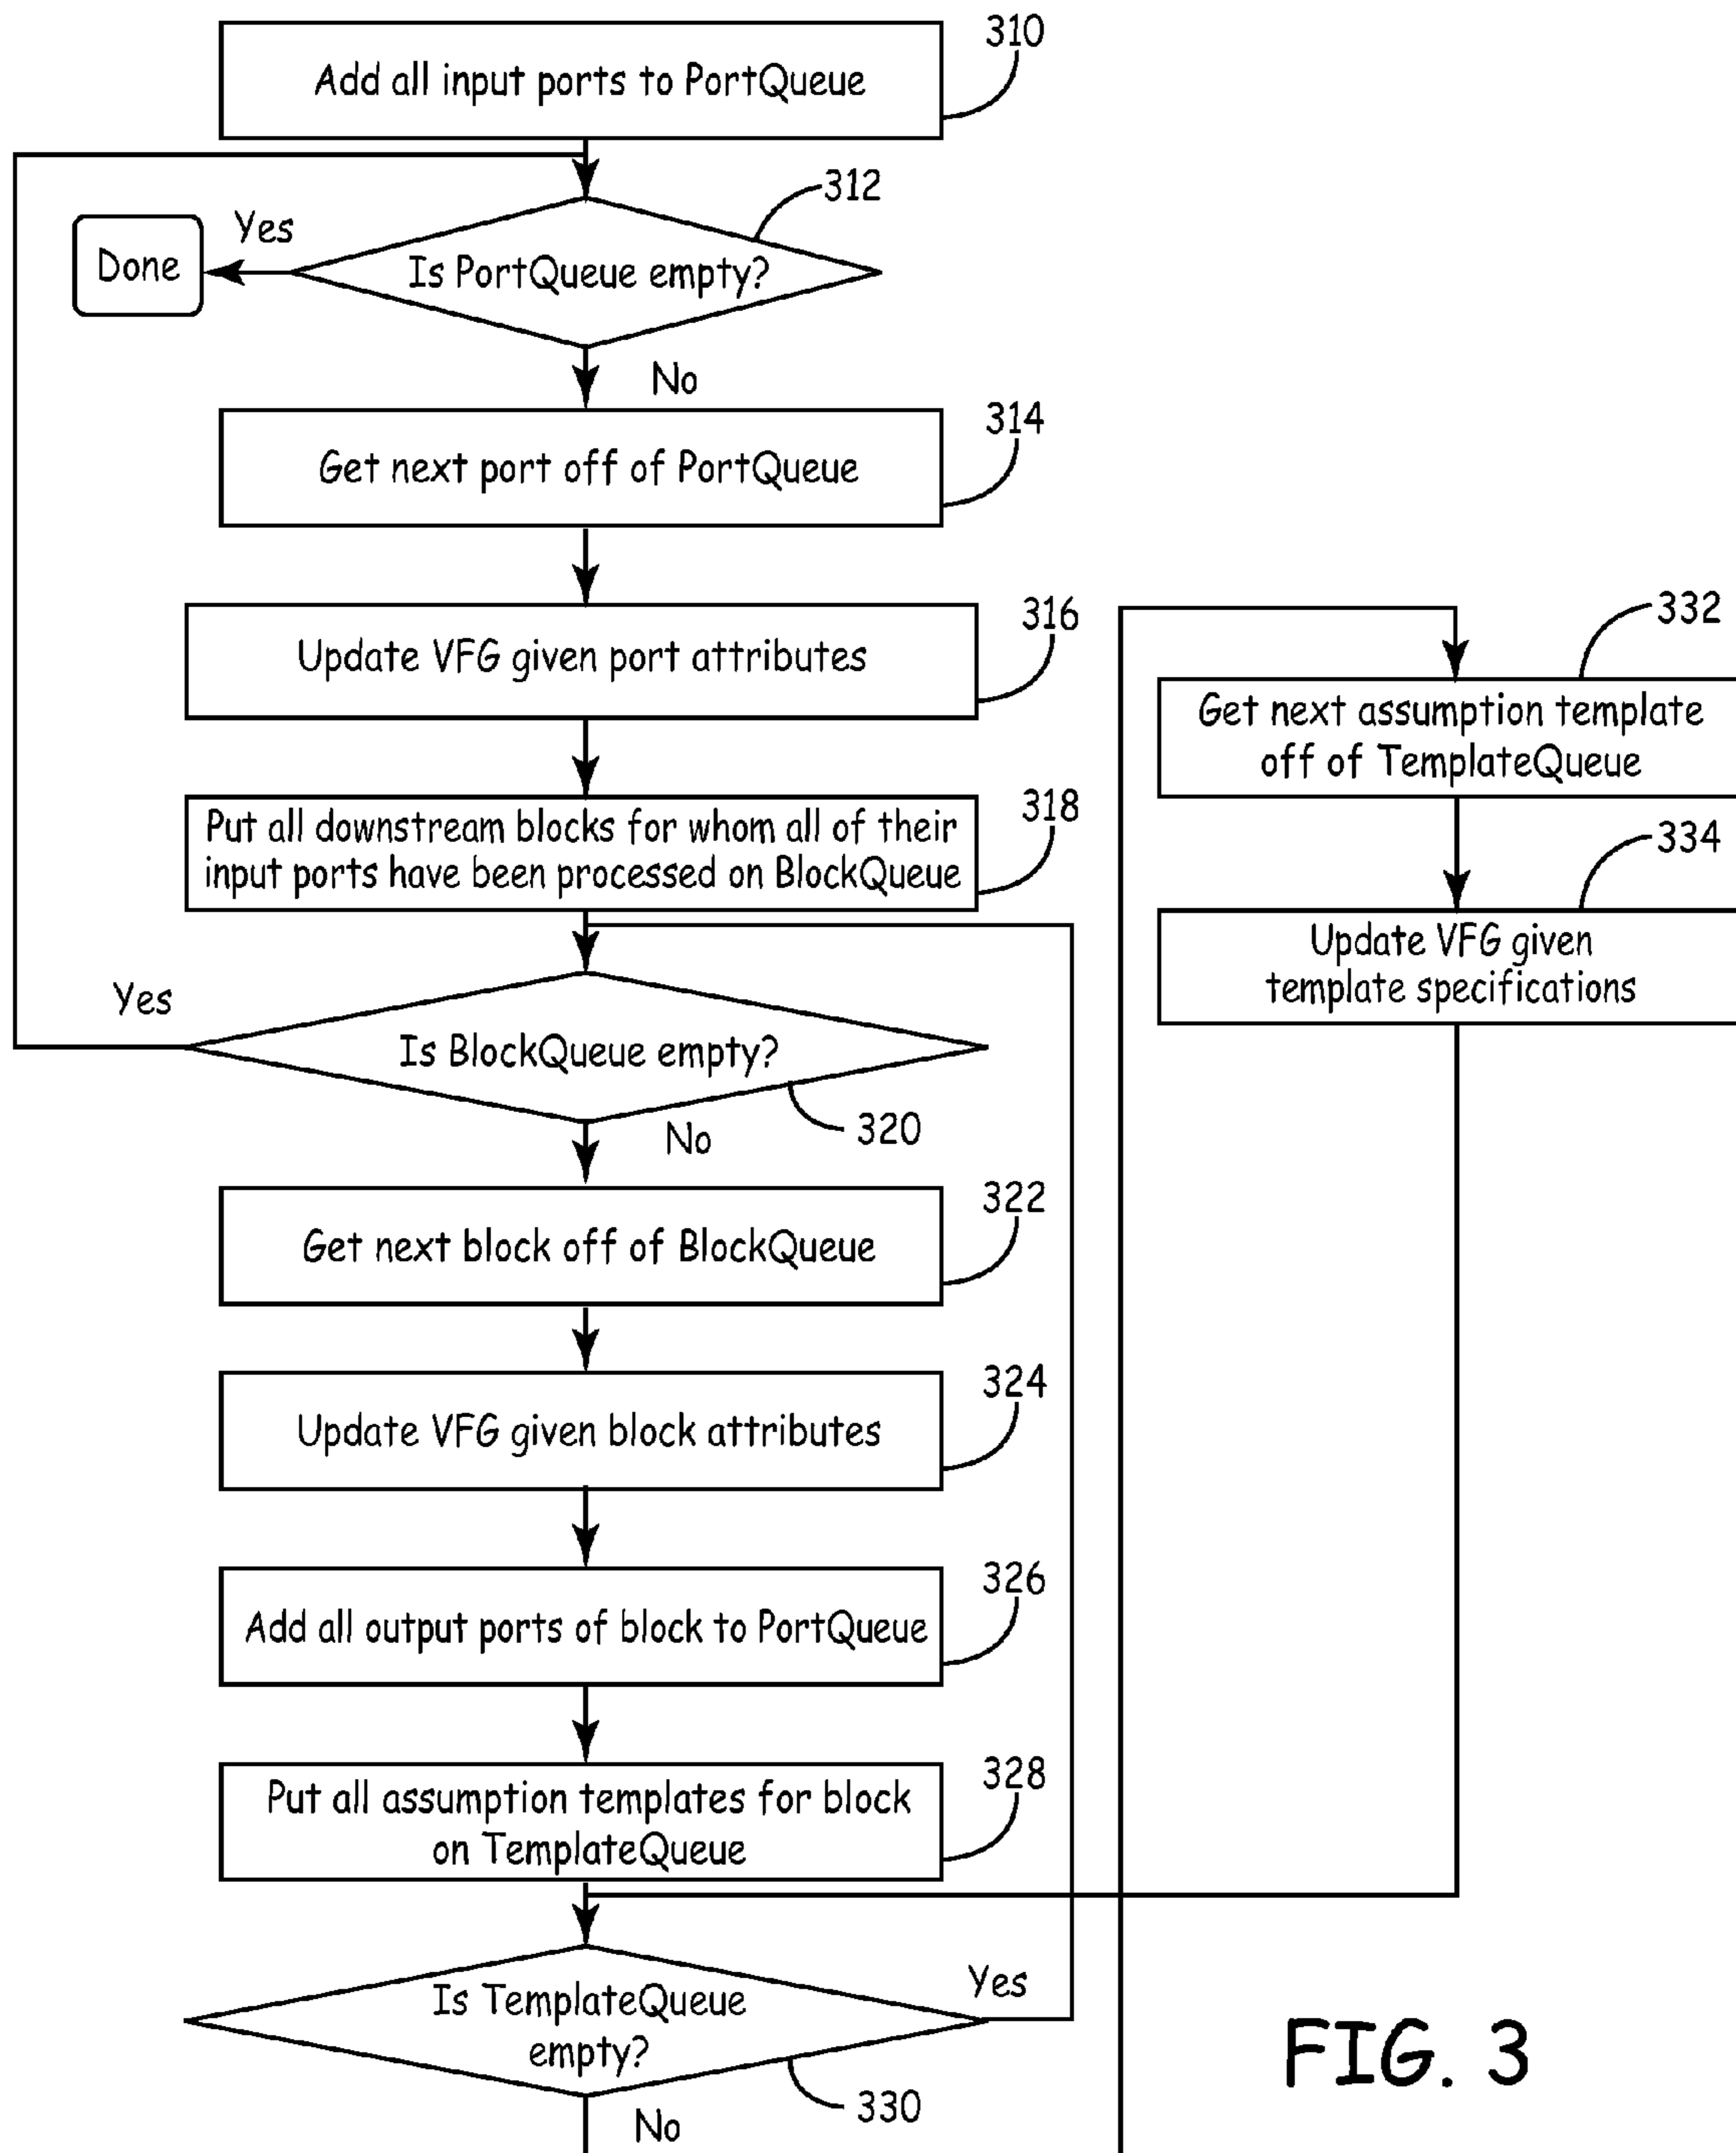 310
Add all input ports to PortQueue
312
Yes
Done
Is PortQueue empty?
No
314
Get next port off of PortQueue
316
Update VFG given port attributes
318
Put all downstream blocks for whom all of their
input ports have been processed on BlockQueue
Yes
Is BlockQueue empty?
320
No
322
Get next block off of BlockQueue
324
Update VFG given block attributes
326
Add all output ports of block to PortQueue
328
Put all assumption templates for block
on TemplateQueue
Yes
Is TemplateQueue
empty?
330
No
332
Get next assumption template
off of TemplateQueue
334
Update VFG given
template specifications
FIG. 3